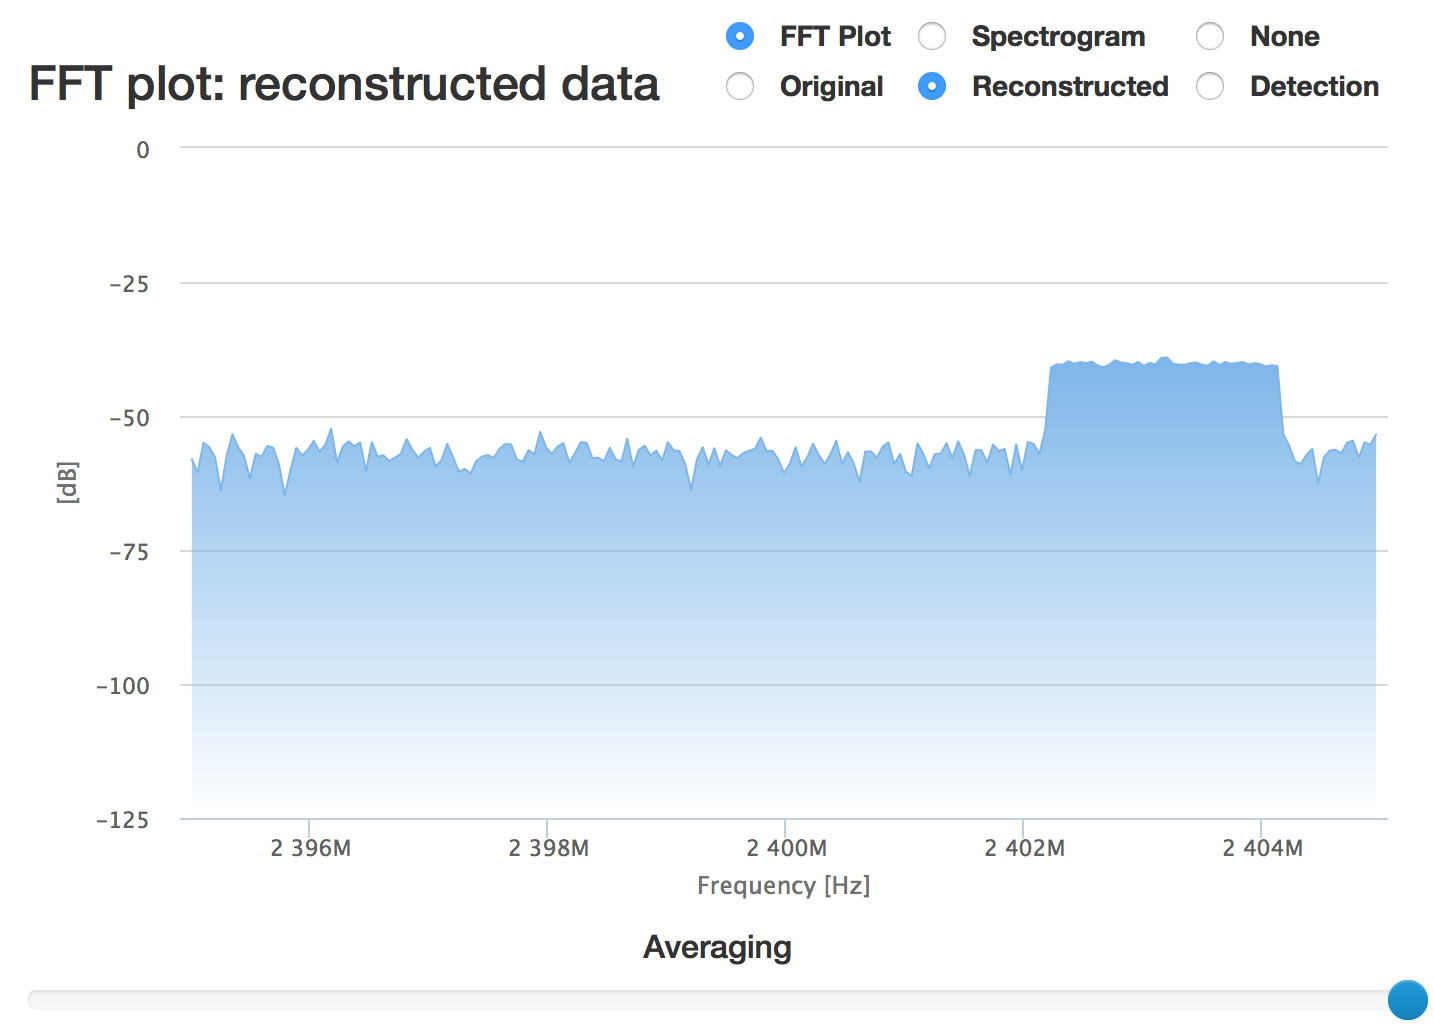 FFT plot: reconstructed data
FFT Plot Spectrogram None
Original Reconstructed Detection
0
−25
−50
−75
−100
−125
[dB]
2 396M 2 398M 2 400M 2 402M 2 404M
Frequency [Hz]
Averaging